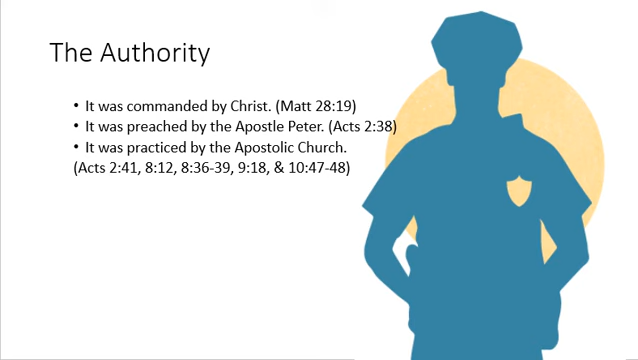 The Authority
• It was commanded by Christ. (Matt 28:19)
• It was preached by the Apostle Peter. (Acts 2:38)
• It was practiced by the Apostolic Church.
(Acts 2:41, 8:12, 8:36-39, 9:18, & 10:47-48)